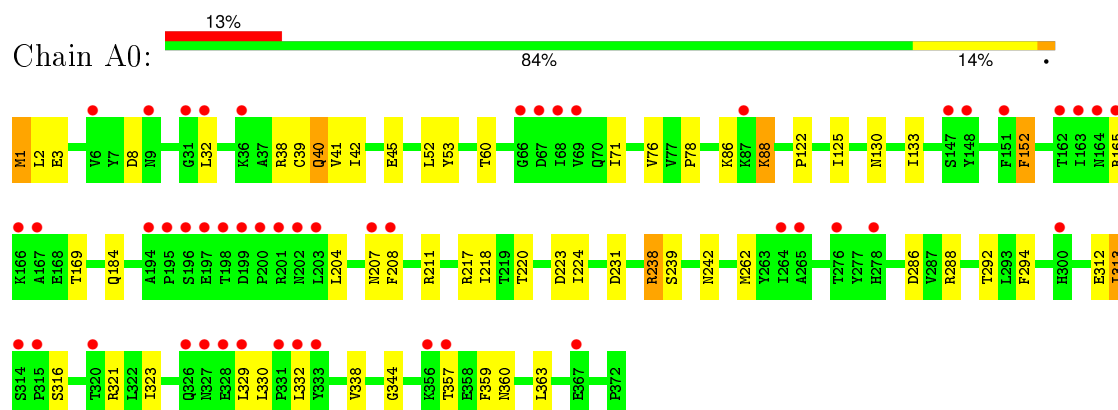 13%
Chain A0:
84% 14% •
M1 L2 E3 V6 Y7 D8 N9 G31 L32 K36 A37 R38 C39 Q40 V41 I42 E45 L52 Y53 T60 G66 D67 I68 V69 Q70 I71 V76 V77 P78 K86 K87 K88 P122 I125 N130 I133 S147 Y148 F151 F152 T162 I163 N164 R165
K166 A167 E168 T169 Q184 A194 P195 S196 E197 T198 D199 P200 R201 N202 L203 L204 N207 F208 R211 R217 I218 T219 T220 D223 I224 D231 R238 S239 N242 M262 Y263 I264 A265 T276 Y277 H278 D286 V287 R288 T292 L293 F294 H300 E312 I313
S314 P315 S316 T320 R321 L322 I323 Q326 N327 E328 L329 L330 P331 L332 Y333 V338 G344 K356 T357 E358 F359 N360 L363 E367 P372